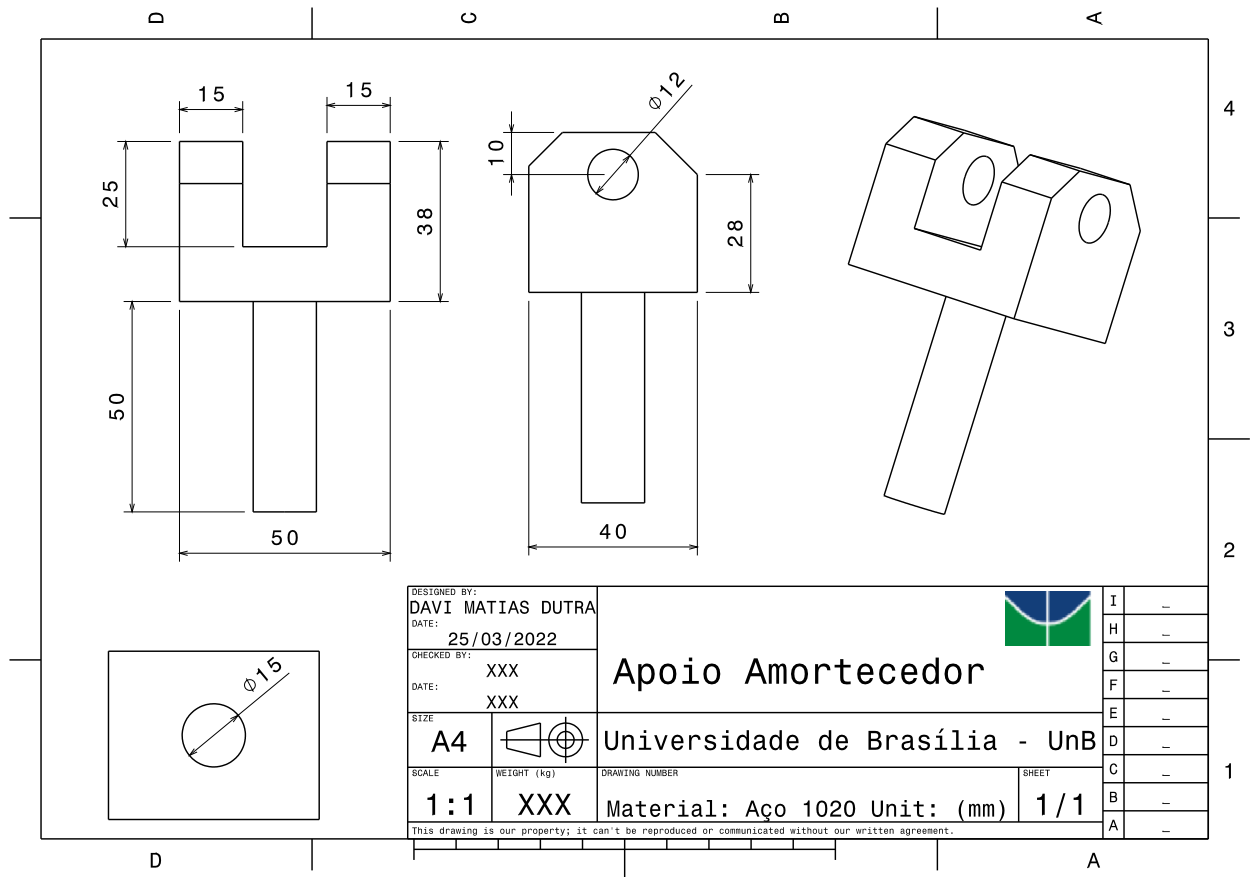 D C B A
15 15 ϕ12
4
10
25
38
28
3
50
2
50 40
DESIGNED BY:
DAVI MATIAS DUTRA
DATE:
25/03/2022
CHECKED BY:
XXX
DATE:
XXX
Apoio Amortecedor
ϕ15
SIZE
A4
Universidade de Brasília - UnB
SCALE
1:1
WEIGHT (kg)
XXX
DRAWING NUMBER
Material: Aço 1020 Unit: (mm)
SHEET
1/1
This drawing is our property; it can't be reproduced or communicated without our written agreement.
I _
H _
G _
F _
E _
D _
C _
B _
A _
1
D A